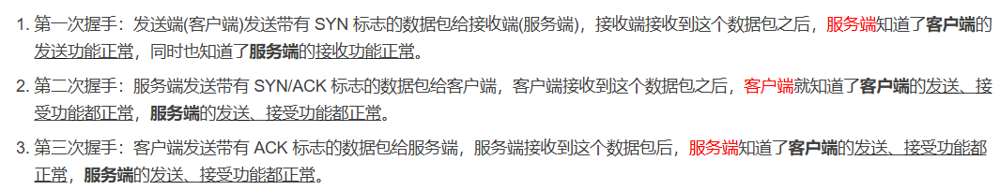 1. 第一次握手：发送端(客户端)发送带有 SYN 标志的数据包给接收端(服务端)，接收端接收到这个数据包之后，服务端知道了客户端的
发送功能正常，同时也知道了服务端的接收功能正常。
2. 第二次握手：服务端发送带有 SYN/ACK 标志的数据包给客户端，客户端接收到这个数据包之后，客户端就知道了客户端的发送、接
受功能都正常，服务端的发送、接受功能都正常。
3. 第三次握手：客户端发送带有 ACK 标志的数据包给服务端，服务端接收到这个数据包后，服务端知道了客户端的发送、接受功能都
正常，服务端的发送、接受功能都正常。